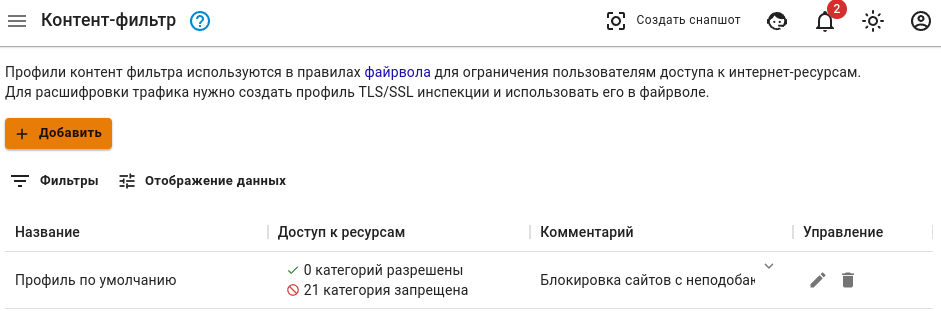 Контент-фильтр
Создать снапшот
2
Профили контент фильтра используются в правилах файрвола для ограничения пользователям доступа к интернет-ресурсам.
Для расшифровки трафика нужно создать профиль TLS/SSL инспекции и использовать его в файрволе.
+ Добавить
Фильтры
Отображение данных
Название
Доступ к ресурсам
Комментарий
Управление
Профиль по умолчанию
0 категорий разрешены
21 категория запрещена
Блокировка сайтов с неподобак